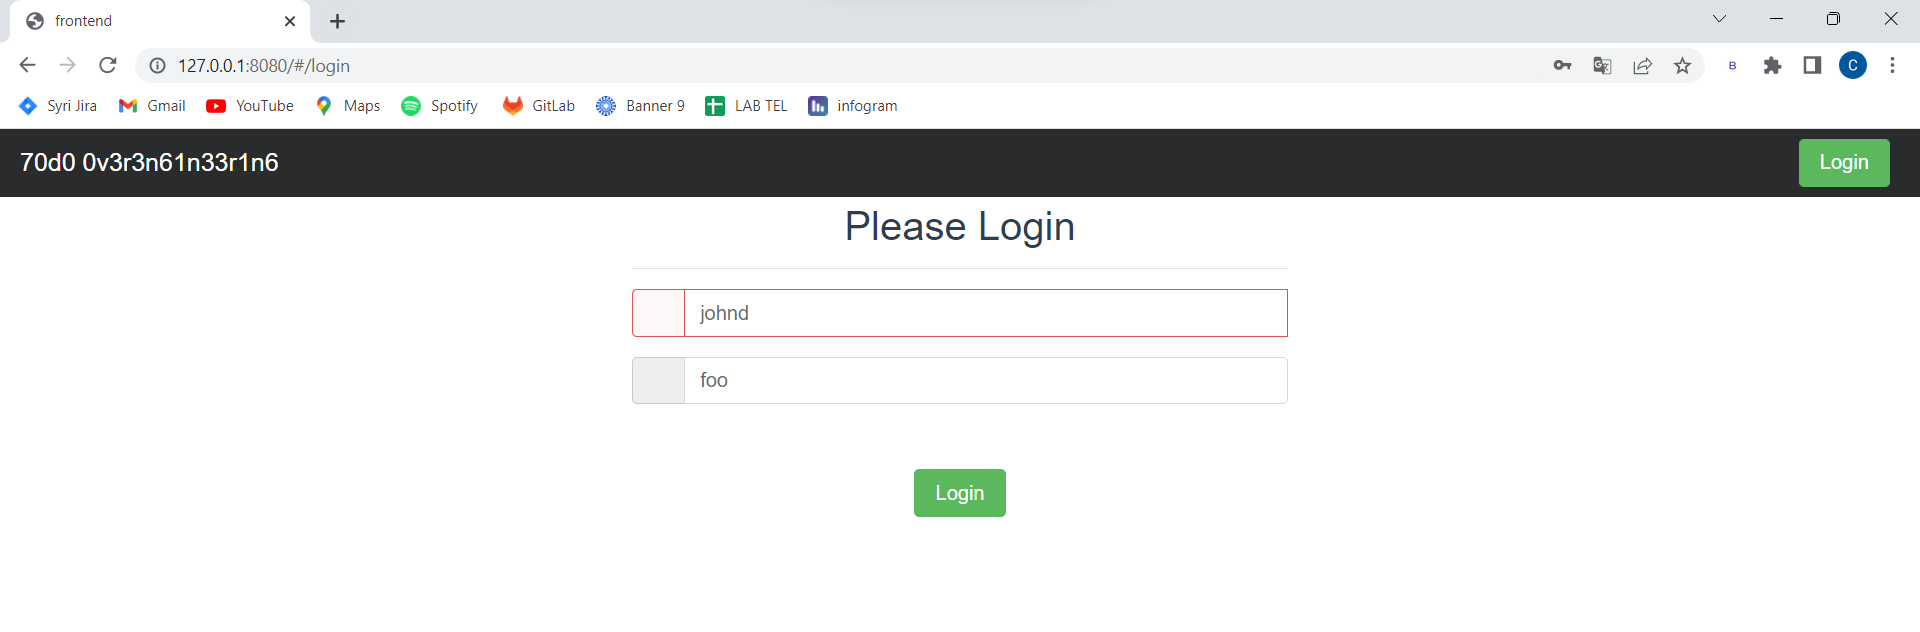 frontend
127.0.0.1:8080/#/login
B
C
Syri Jira Gmail YouTube Maps Spotify GitLab Banner 9 LAB TEL infogram
70d0 0v3r3n61n33r1n6 Login
Please Login
johnd
foo
Login